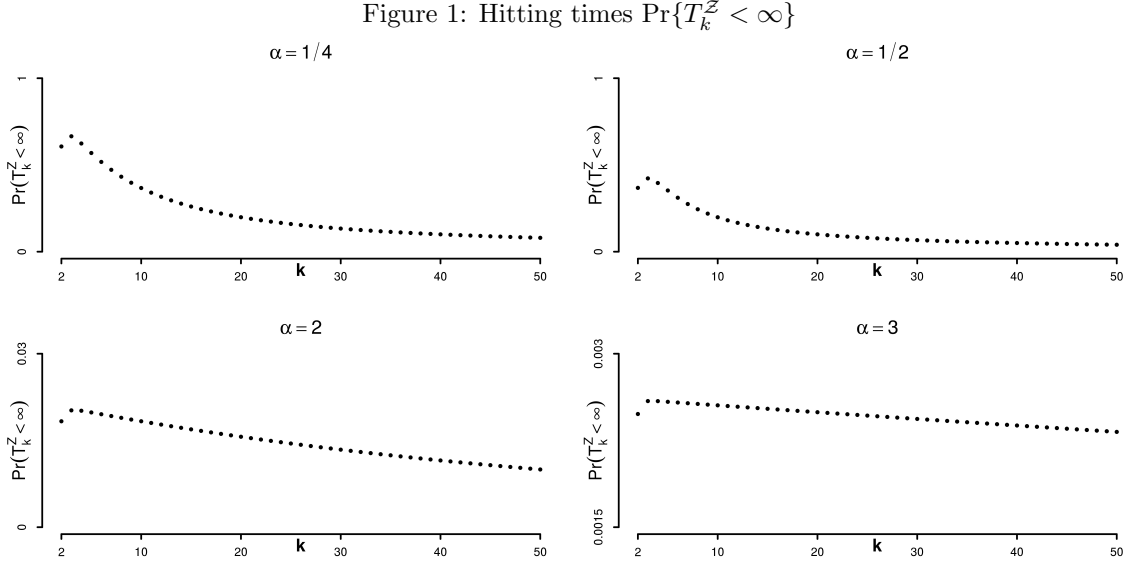 Figure 1: Hitting times Pr{T_k^𝒵 < ∞}
α = 1/4
1
0
Pr(T_k^Z < ∞)
2 10 20 30 40 50
k
α = 1/2
1
0
Pr(T_k^Z < ∞)
2 10 20 30 40 50
k
α = 2
0.03
0
Pr(T_k^Z < ∞)
2 10 20 30 40 50
k
α = 3
0.003
0.0015
Pr(T_k^Z < ∞)
2 10 20 30 40 50
k